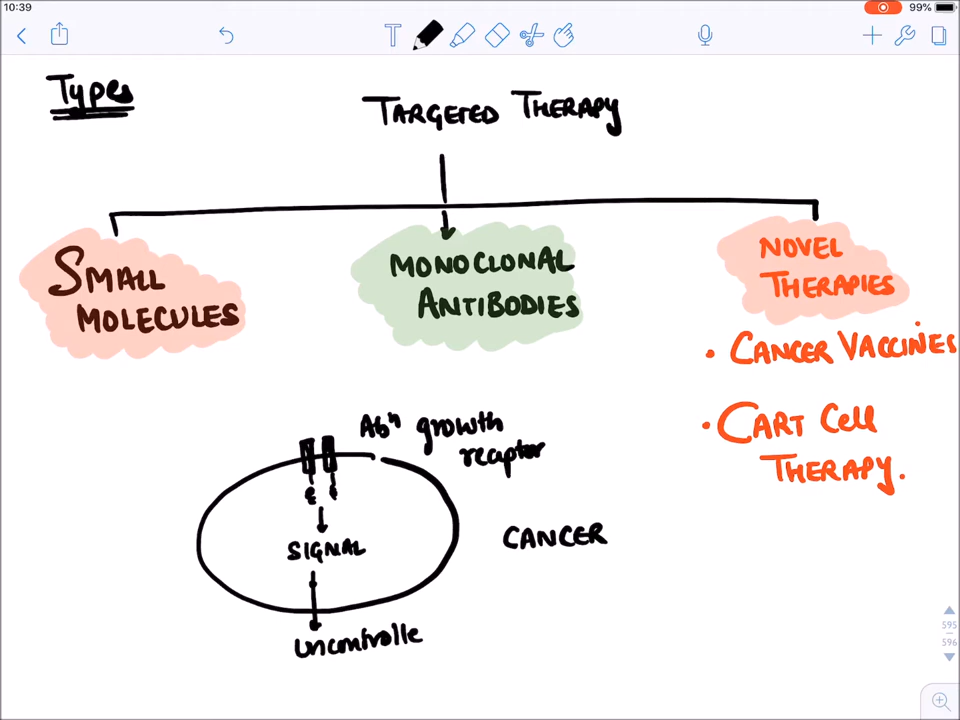 10:39
99%
T
Types
TARGETED THERAPY
SMALL
MOLECULES
MONOCLONAL
ANTIBODIES
NOVEL
THERAPIES
• CANCER VACCINES
• CART Cell
THERAPY.
Abⁿ growth
receptor
SIGNAL
CANCER
uncontrolle
595
596